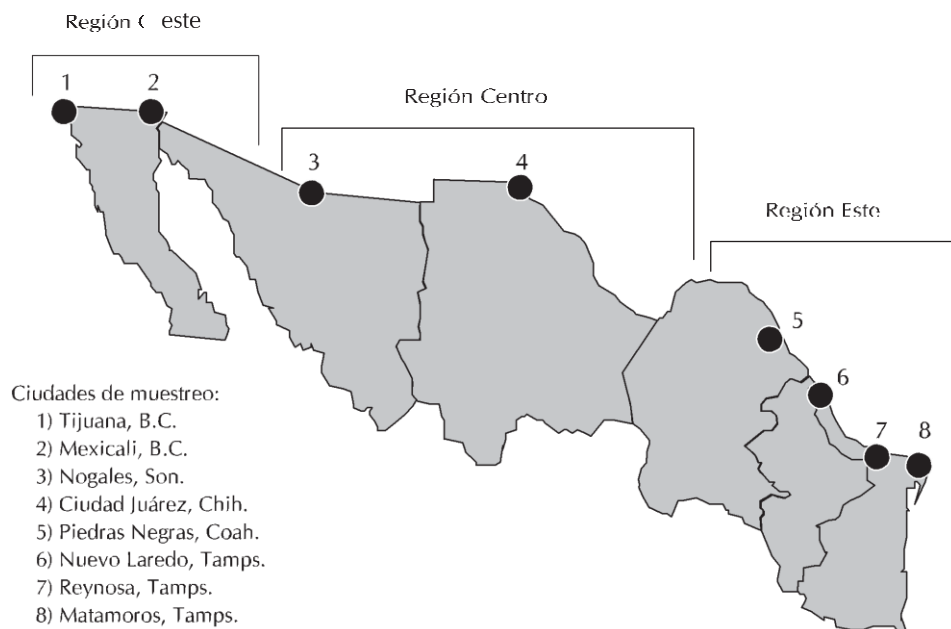 Región ( este
1
2
Región Centro
3
4
Región Este
5
6
7
8
Ciudades de muestreo:
1) Tijuana, B.C.
2) Mexicali, B.C.
3) Nogales, Son.
4) Ciudad Juárez, Chih.
5) Piedras Negras, Coah.
6) Nuevo Laredo, Tamps.
7) Reynosa, Tamps.
8) Matamoros, Tamps.